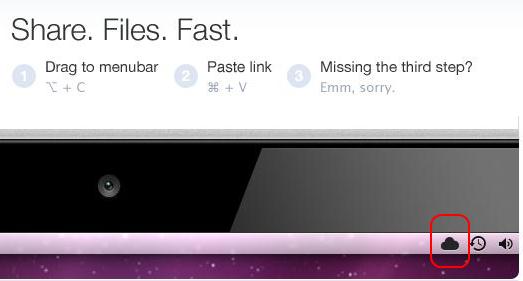 Share. Files. Fast.
1 Drag to menubar
⌥ + C
2 Paste link
⌘ + V
3 Missing the third step?
Emm, sorry.